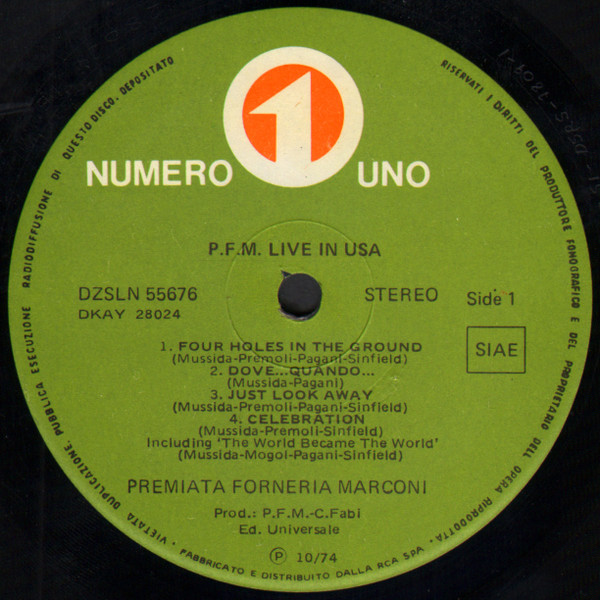 VIETATA DUPLICAZIONE, PUBBLICA ESECUZIONE RADIODIFFUSIONE DI QUESTO DISCO. DEPOSITATO
RISERVATI I DIRITTI DEL PRODUTTORE FONOGRAFICO E DEL PROPRIETARIO DELL OPERA RIPRODOTTA
1
NUMERO UNO
P.F.M. LIVE IN USA
DZSLN 55676 STEREO Side 1
DKAY 28024
SIAE
1. FOUR HOLES IN THE GROUND
(Mussida-Premoli-Pagani-Sinfield)
2. DOVE...QUANDO...
(Mussida-Pagani)
3. JUST LOOK AWAY
(Mussida-Premoli-Pagani-Sinfield)
4. CELEBRATION
(Mussida-Premoli-Sinfield)
Including 'The World Became The World'
(Mussida-Mogol-Pagani-Sinfield)
PREMIATA FORNERIA MARCONI
Prod.: P.F.M.-C.Fabi
Ed. Universale
Ⓟ 10/74
FABBRICATO E DISTRIBUITO DALLA RCA SPA